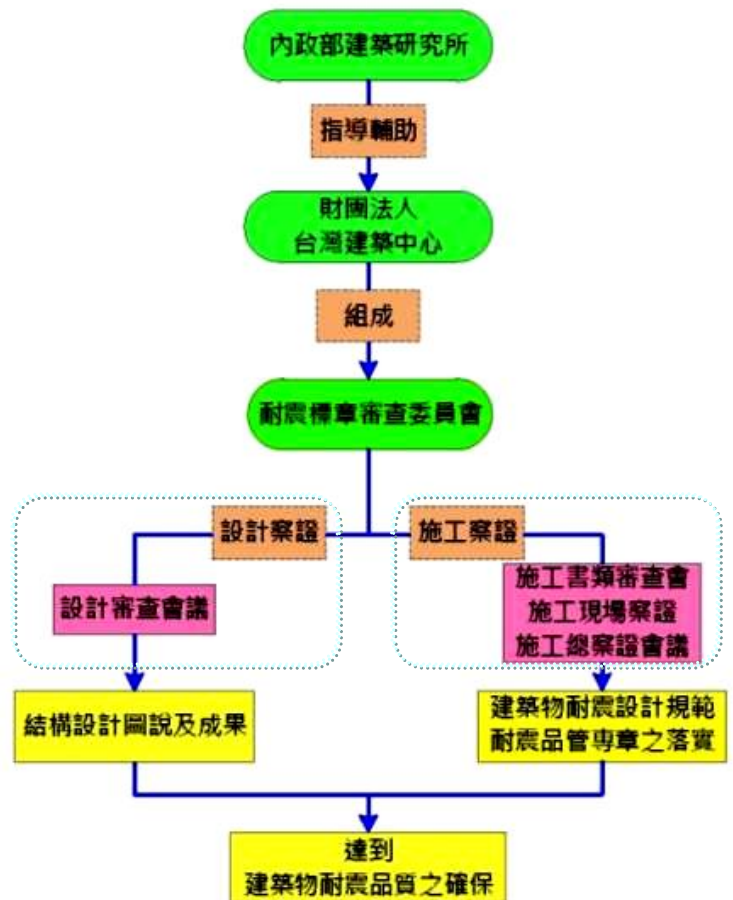 內政部建築研究所
指導輔助
財團法人
台灣建築中心
組成
耐震標章審查委員會
設計察證
施工察證
設計審查會議
施工書類審查會
施工現場察證
施工總察證會議
結構設計圖說及成果
建築物耐震設計規範
耐震品管專章之落實
達到
建築物耐震品質之確保